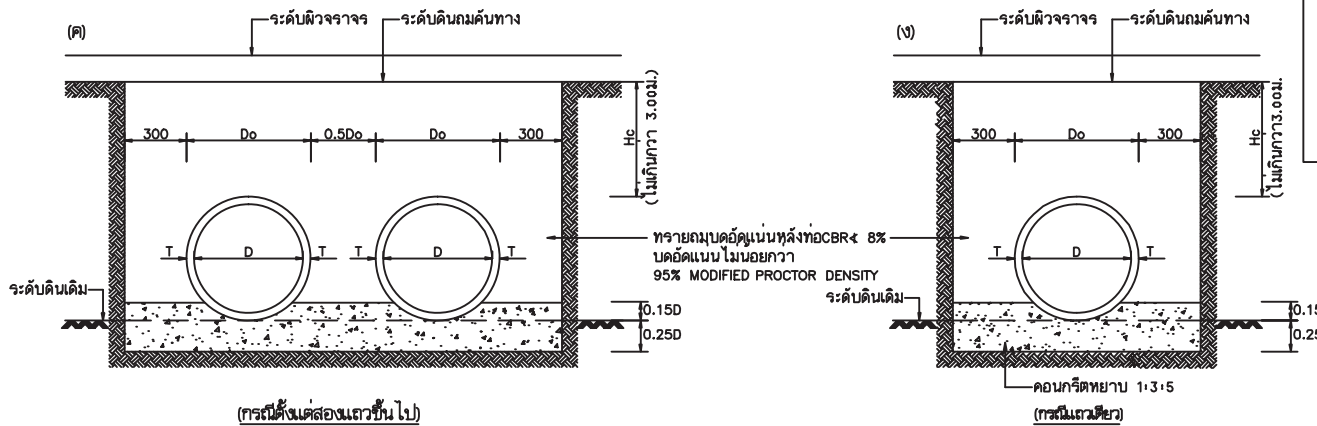 (ค)
ระดับผิวจราจร
ระดับดินถมคันทาง
300
Do
0.5Do
Do
300
Hc
(ไม่เกินกว่า 3.00ม.)
T
D
T
T
D
T
ระดับดินเดิม
0.15D
0.25D
(กรณีตั้งแต่สองแถวขึ้นไป)
ทรายถมบดอัดแน่นหลังท่อCBR≮ 8%
บดอัดแน่นไม่น้อยกว่า
95% MODIFIED PROCTOR DENSITY
(ง)
ระดับผิวจราจร
ระดับดินถมคันทาง
300
Do
300
Hc
(ไม่เกินกว่า3.00ม.)
T
D
T
ระดับดินเดิม
0.15
0.25
คอนกรีตหยาบ 1:3:5
(กรณีแถวเดียว)